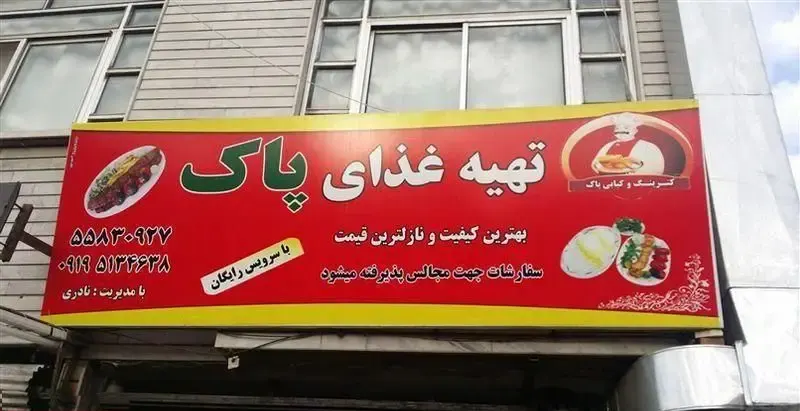 تهیه غذای پاک
کترینگ و کبابی پاک
بهترین کیفیت و نازلترین قیمت
سفارشات جهت مجالس پذیرفته میشود
با سرویس رایگان
۵۵۸۳۰۹۲۷
۰۹۱۹ ۵۱۳۴۶۳۸
با مدیریت : نادری